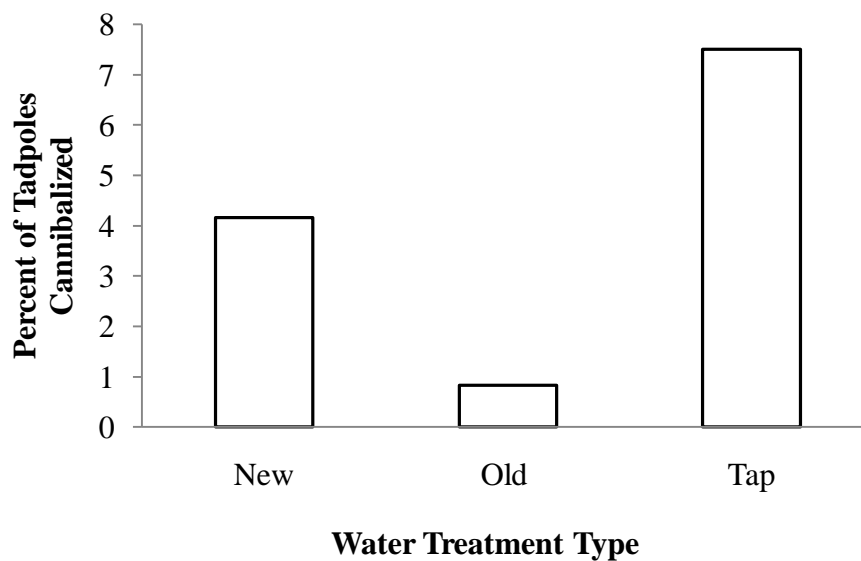 Percent of Tadpoles
Cannibalized
8
7
6
5
4
3
2
1
0
New Old Tap
Water Treatment Type